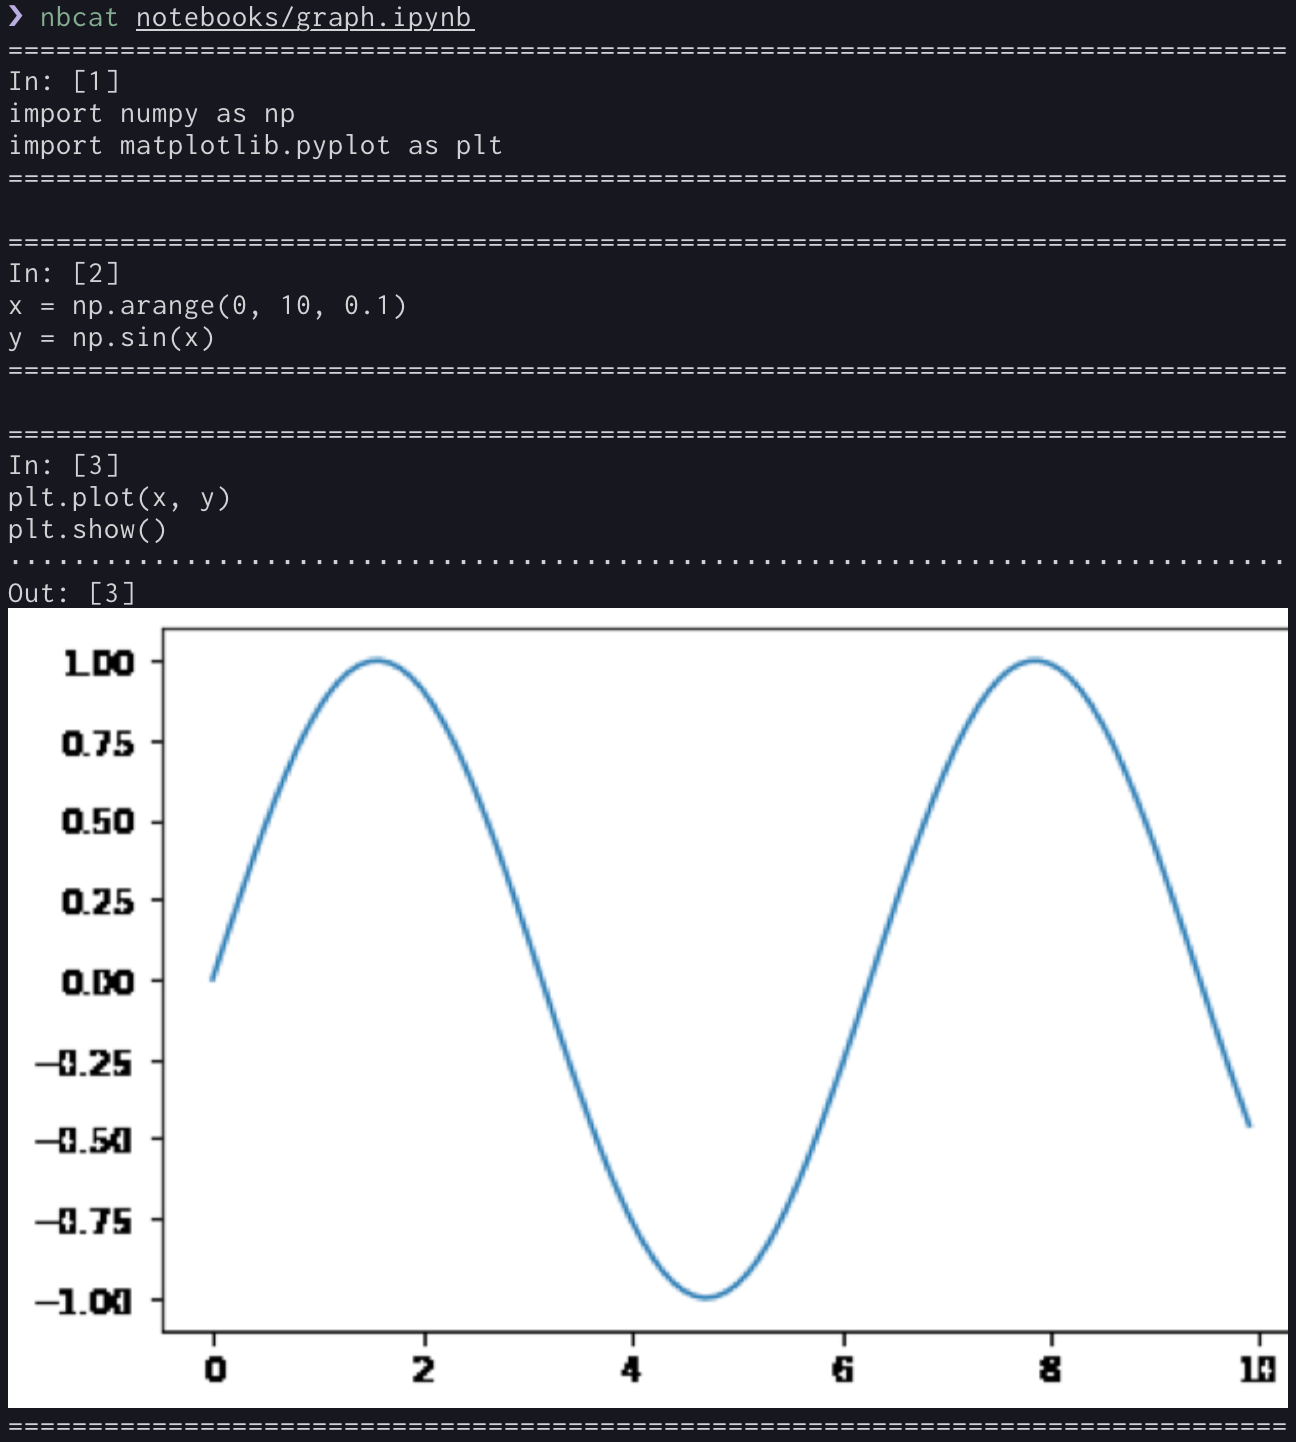 ❯ nbcat notebooks/graph.ipynb
================================================================================
In: [1]
import numpy as np
import matplotlib.pyplot as plt
================================================================================
================================================================================
In: [2]
x = np.arange(0, 10, 0.1)
y = np.sin(x)
================================================================================
================================================================================
In: [3]
plt.plot(x, y)
plt.show()
................................................................................
Out: [3]
1.00
0.75
0.50
0.25
0.00
−0.25
−0.50
−0.75
−1.00
0 2 4 6 8 10
================================================================================